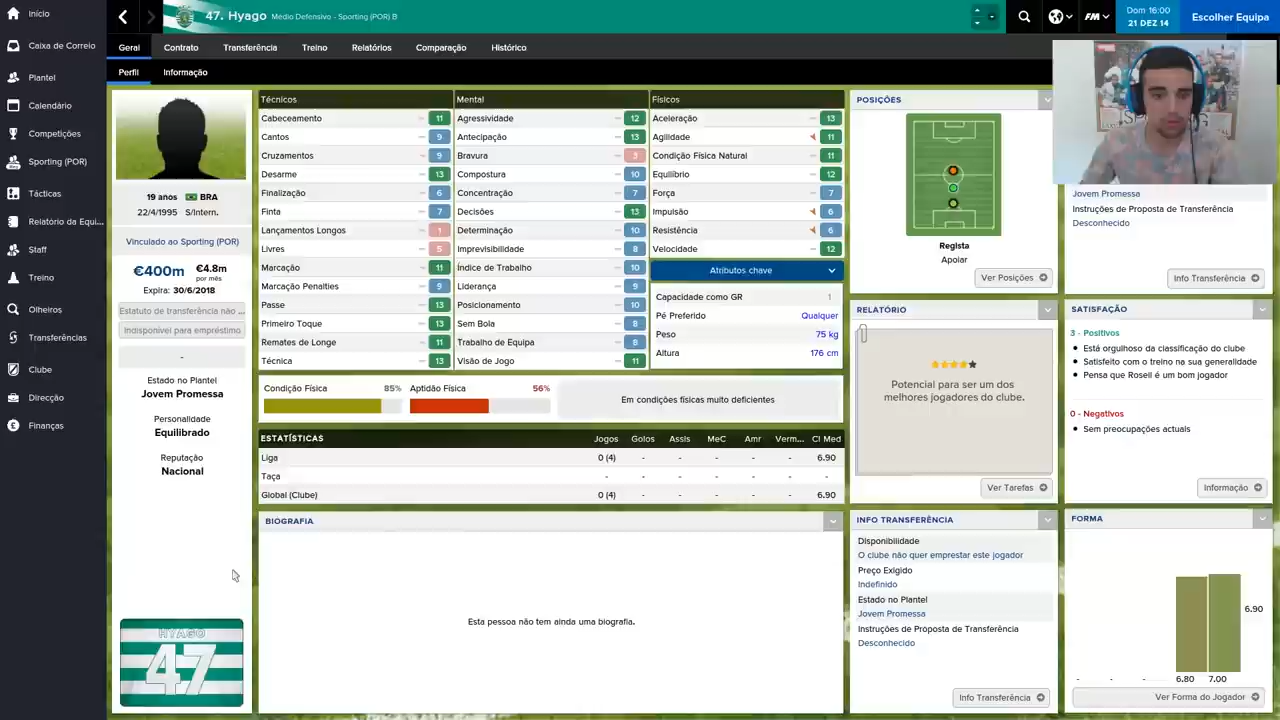 Início
Caixa de Correio
Plantel
Calendário
Competições
Sporting (POR)
Tácticas
Relatório da Equi...
Staff
Treino
Relatórios
Olheiros
Transferências
Clube
Direcção
Finanças
47. Hyago Médio Defensivo - Sporting (POR) B
FM
Dom 16:00
21 DEZ 14
Escolher Equipa
Geral Contrato Transferência Treino Relatórios Comparação Histórico
Perfil Informação
19 anos BRA
22/4/1995 S/Intern.
Vinculado ao Sporting (POR)
€400m €4.8m
por mês
Expira: 30/6/2018
Estatuto de transferência não ...
Indisponível para empréstimo
-
Estado no Plantel
Jovem Promessa
Personalidade
Equilibrado
Reputação
Nacional
HYAGO
47
Técnicos
Cabeceamento 11
Cantos 9
Cruzamentos 9
Desarme 13
Finalização 6
Finta 7
Lançamentos Longos 1
Livres 5
Marcação 11
Marcação Penalties 9
Passe 13
Primeiro Toque 13
Remates de Longe 11
Técnica 13
Mental
Agressividade 12
Antecipação 13
Bravura 3
Compostura 10
Concentração 7
Decisões 13
Determinação 10
Imprevisibilidade 8
Índice de Trabalho 10
Liderança 9
Posicionamento 10
Sem Bola 8
Trabalho de Equipa 8
Visão de Jogo 11
Físicos
Aceleração 13
Agilidade 11
Condição Física Natural 11
Equilíbrio 12
Força 7
Impulsão 6
Resistência 6
Velocidade 12
Atributos chave
Capacidade como GR 1
Pé Preferido Qualquer
Peso 75 kg
Altura 176 cm
Condição Física 85%
Aptidão Física 56%
Em condições físicas muito deficientes
ESTATÍSTICAS Jogos Golos Assis MeC Amr Verm... Cl Med
Liga 0 (4) - - - - - 6.90
Taça - - - - - - -
Global (Clube) 0 (4) - - - - - 6.90
BIOGRAFIA
Esta pessoa não tem ainda uma biografia.
POSIÇÕES
Regista
Apoiar
Ver Posições
RELATÓRIO
Potencial para ser um dos
melhores jogadores do clube.
Ver Tarefas
INFO TRANSFERÊNCIA
Disponibilidade
O clube não quer emprestar este jogador
Preço Exigido
Indefinido
Estado no Plantel
Jovem Promessa
Instruções de Proposta de Transferência
Desconhecido
Info Transferência
Jovem Promessa
Instruções de Proposta de Transferência
Desconhecido
Info Transferência
SATISFAÇÃO
3 - Positivos
• Está orgulhoso da classificação do clube
• Satisfeito com o treino na sua generalidade
• Pensa que Rosell é um bom jogador
0 - Negativos
• Sem preocupações actuais
Informação
FORMA
6.90
- - - 6.80 7.00
Ver Forma do Jogador